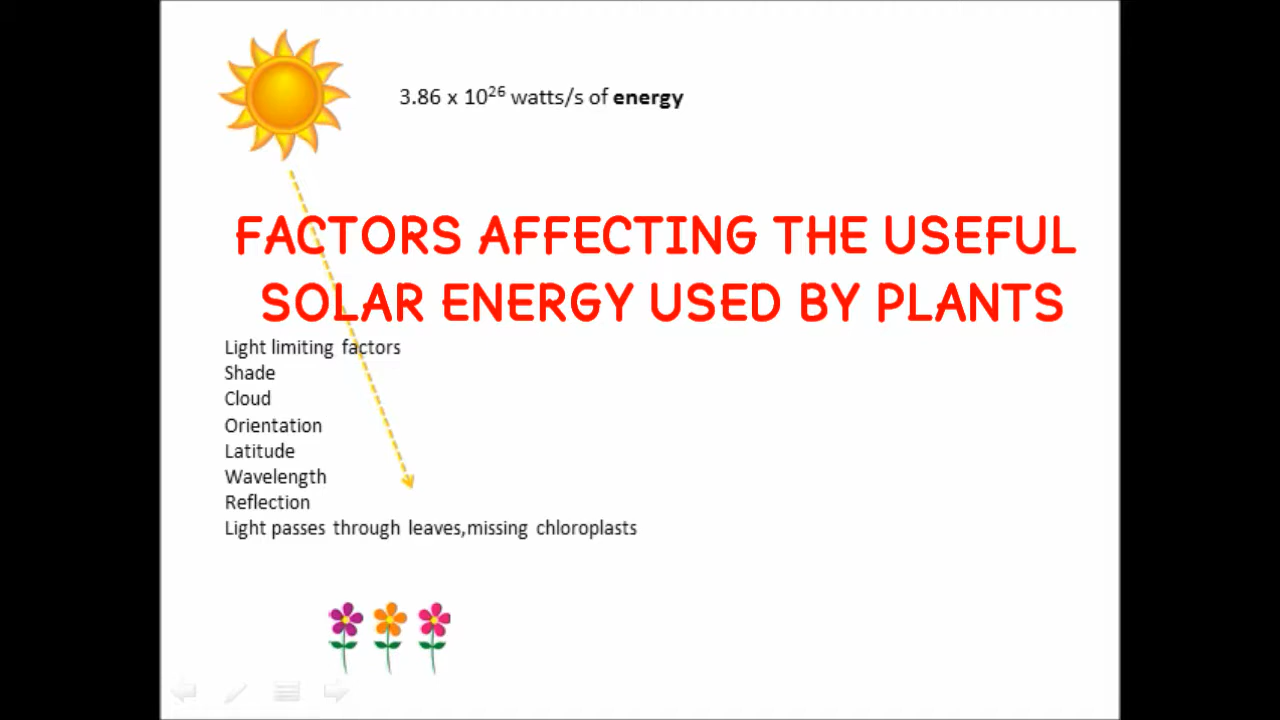 3.86 x 10²⁶ watts/s of energy
FACTORS AFFECTING THE USEFUL
SOLAR ENERGY USED BY PLANTS
Light limiting factors
Shade
Cloud
Orientation
Latitude
Wavelength
Reflection
Light passes through leaves,missing chloroplasts